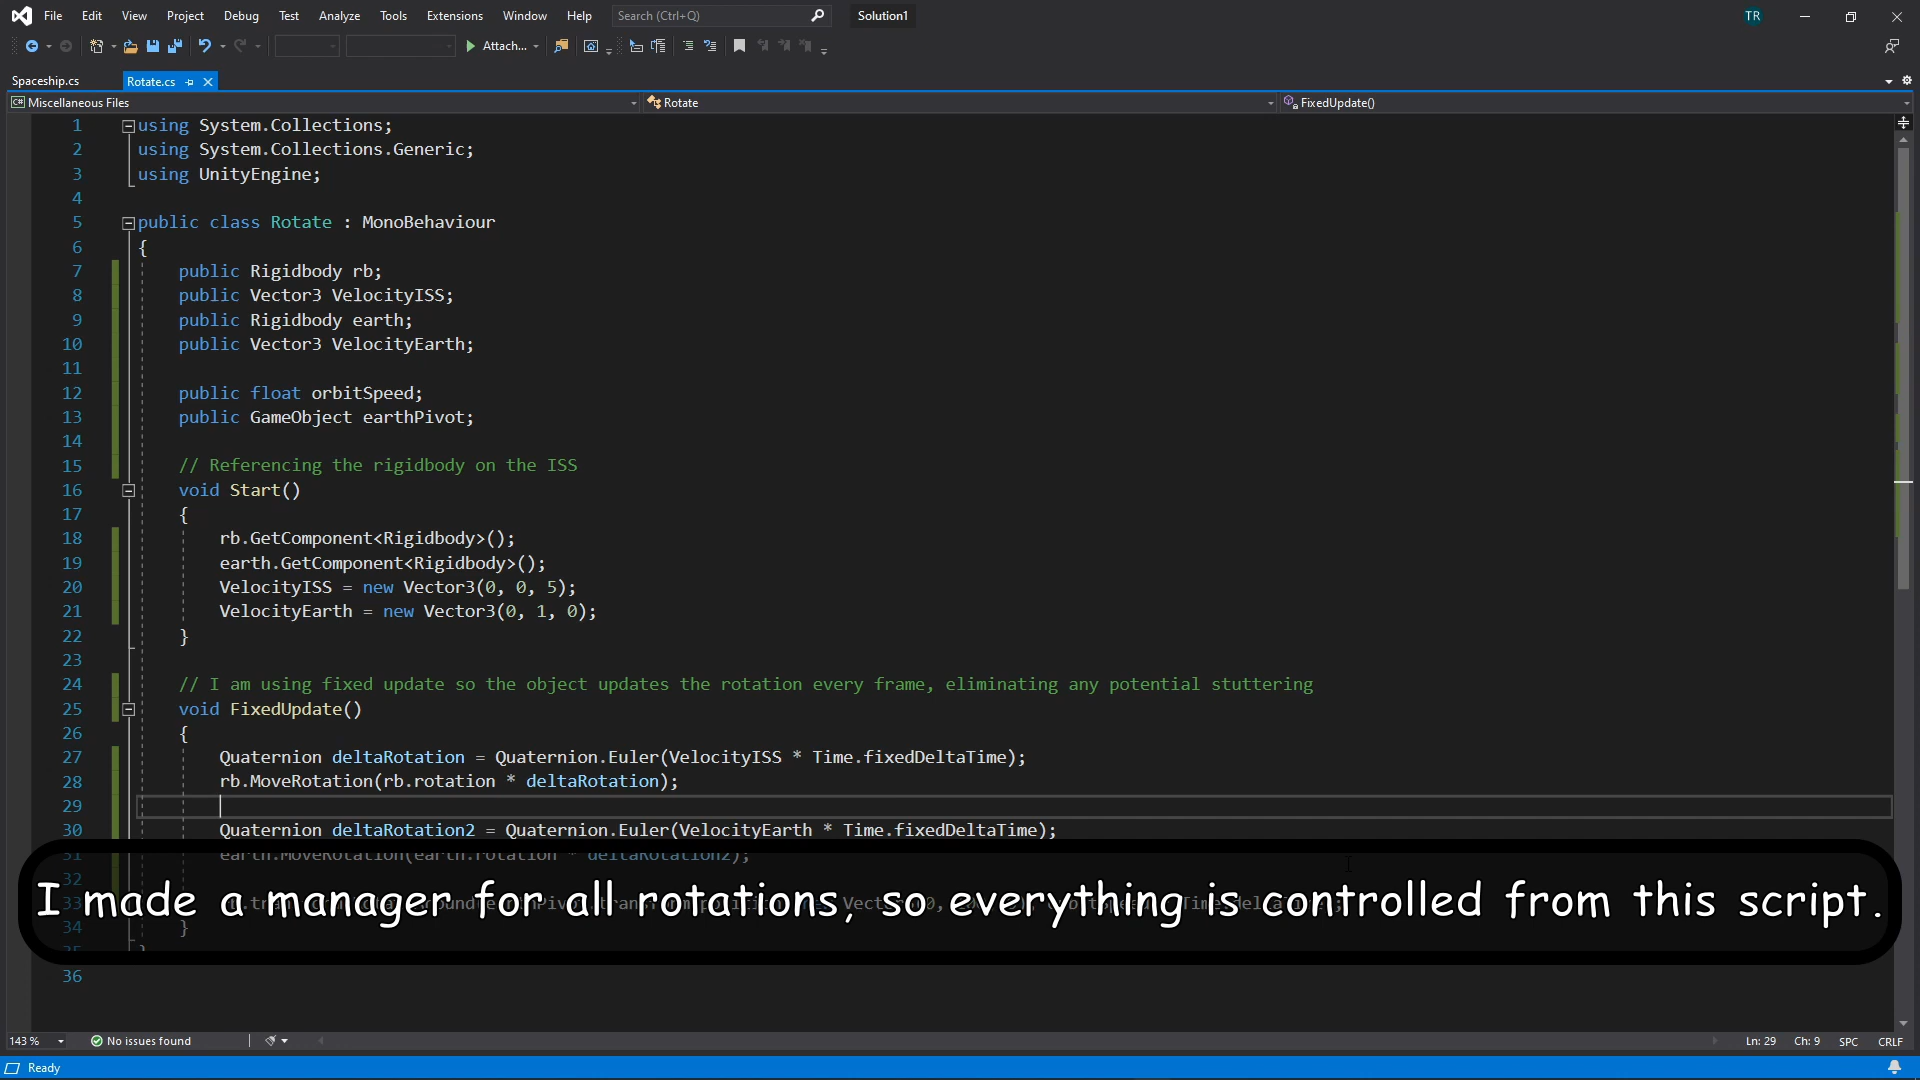 File Edit View Project Debug Test Analyze Tools Extensions Window Help Search (Ctrl+Q) Solution1 TR
Attach...
Spaceship.cs Rotate.cs
Miscellaneous Files Rotate FixedUpdate()
1 using System.Collections;
2 using System.Collections.Generic;
3 using UnityEngine;
4
5 public class Rotate : MonoBehaviour
6 {
7 public Rigidbody rb;
8 public Vector3 VelocityISS;
9 public Rigidbody earth;
10 public Vector3 VelocityEarth;
11
12 public float orbitSpeed;
13 public GameObject earthPivot;
14
15 // Referencing the rigidbody on the ISS
16 void Start()
17 {
18 rb.GetComponent<Rigidbody>();
19 earth.GetComponent<Rigidbody>();
20 VelocityISS = new Vector3(0, 0, 5);
21 VelocityEarth = new Vector3(0, 1, 0);
22 }
23
24 // I am using fixed update so the object updates the rotation every frame, eliminating any potential stuttering
25 void FixedUpdate()
26 {
27 Quaternion deltaRotation = Quaternion.Euler(VelocityISS * Time.fixedDeltaTime);
28 rb.MoveRotation(rb.rotation * deltaRotation);
29
30 Quaternion deltaRotation2 = Quaternion.Euler(VelocityEarth * Time.fixedDeltaTime);
31 earth.MoveRotation(earth.rotation * deltaRotation2);
32
I made a manager for all rotations, so everything is controlled from this script.
33
34 }
35 }
36
143 % No issues found Ln: 29 Ch: 9 SPC CRLF
Ready